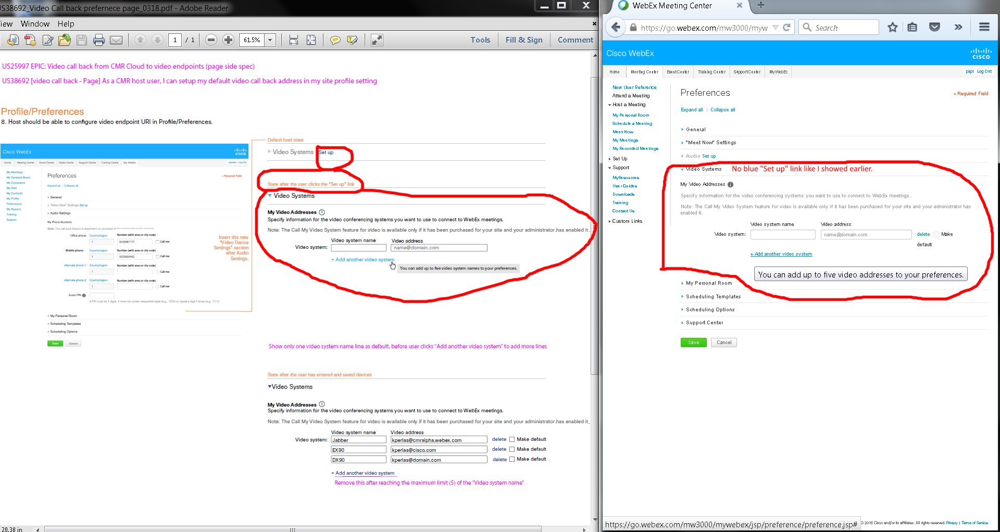 US38692_Video Call back prefernece page_0318.pdf - Adobe Reader
iew Window Help
1 / 1 61.5% Tools Fill & Sign Comment
US25997 EPIC: Video call back from CMR Cloud to video endpoints (page side spec)
US38692 [video call back - Page] As a CMR host user, I can setup my default video call back address in my site profile setting
Profile/Preferences
8. Host should be able to configure video endpoint URI in Profile/Preferences.
Cisco WebEx
CISCO
Home Meeting Center Event Center Sales Center Support Center Training Center My WebEx
kperlas Log Out
My Meetings
My Personal Room
My Computers
My Files
My Contacts
My Profile
Preferences
My Reports
Training
Support
Preferences
Required Field
Expand all | Collapse all
General
"Meet Now" Settings Set up
Audio Settings
My Phone Numbers
Note: The call-back feature is dependent on purchase of
Office phone: Country/region Number (with area or city code)
1 5035967177 Call me
Mobile phone: Country/region Number (with area or city code)
1 5033800462 Call me
Alternate phone 1: Country/region Number (with area or city code)
1 Call me
Alternate phone 2: Country/region Number (with area or city code)
1 Call me
Audio PIN
A PIN must be 4 digits. It must not contain sequential digits (e.g., 1234) or repeat a digit 4 times (e.g., 1111).
My Personal Room
Scheduling Templates
Scheduling Options
Save Cancel
Insert this new
"Video Device
Settings" section
after Audio
Settings.
Default load state
Video Systems Set up
State after the user clicks the "Set up" link
Video Systems
My Video Addresses
Specify information for the video conferencing systems you want to use to connect to WebEx meetings.
Note: The Call My Video System feature for video is available only if it has been purchased for your site and your administrator has enabled it.
Video system name Video address
Video system: name@domain.com
+ Add another video system
You can add up to five video system names to your preferences.
Show only one video system name line as default, before user clicks "Add another video system" to add more lines
State after the user has entered and saved devices
Video Systems
My Video Addresses
Specify information for the video conferencing systems you want to use to connect to WebEx meetings.
Note: The Call My Video System feature for video is available only if it has been purchased for your site and your administrator has enabled it.
Video system name Video address
Video system: Jabber kperlas@cmralpha.webex.com delete Make default
EX90 kperlas@cisco.com delete Make default
DX90 kperlas@domain.com delete Make default
+ Add another video system
Remove this after reaching the maximum limit (5) of the "Video system name"
20.38 in
WebEx Meeting Center
https://go.webex.com/mw3000/myw Search
Cisco WebEx
CISCO
Home Meeting Center Event Center Training Center Support Center My WebEx
Log Out
New User Reference
Attend a Meeting
Host a Meeting
My Personal Room
Schedule a Meeting
Meet Now
My Meetings
My Recorded Meetings
Set Up
Support
MyResources
User Guides
Downloads
Training
Contact Us
Custom Links
Preferences
Required Field
Expand all | Collapse all
General
"Meet Now" Settings
Audio Set up
Video Systems No blue "Set up" link like I showed earlier.
My Video Addresses
Specify information for the video conferencing systems you want to use to connect to WebEx meetings.
Note: The Call My Video System feature for video is available only if it has been purchased for your site and your administrator has
enabled it.
Video system name Video address
Video system: name@domain.com delete Make
default
+ Add another video system
You can add up to five video addresses to your preferences.
My Personal Room
Scheduling Templates
Scheduling Options
Support Center
Save Cancel
https://go.webex.com/mw3000/mywebex/jsp/preference/preference.jsp#
© 2015 Cisco and/or its affiliates. All rights reserved. Privacy | Terms of Service